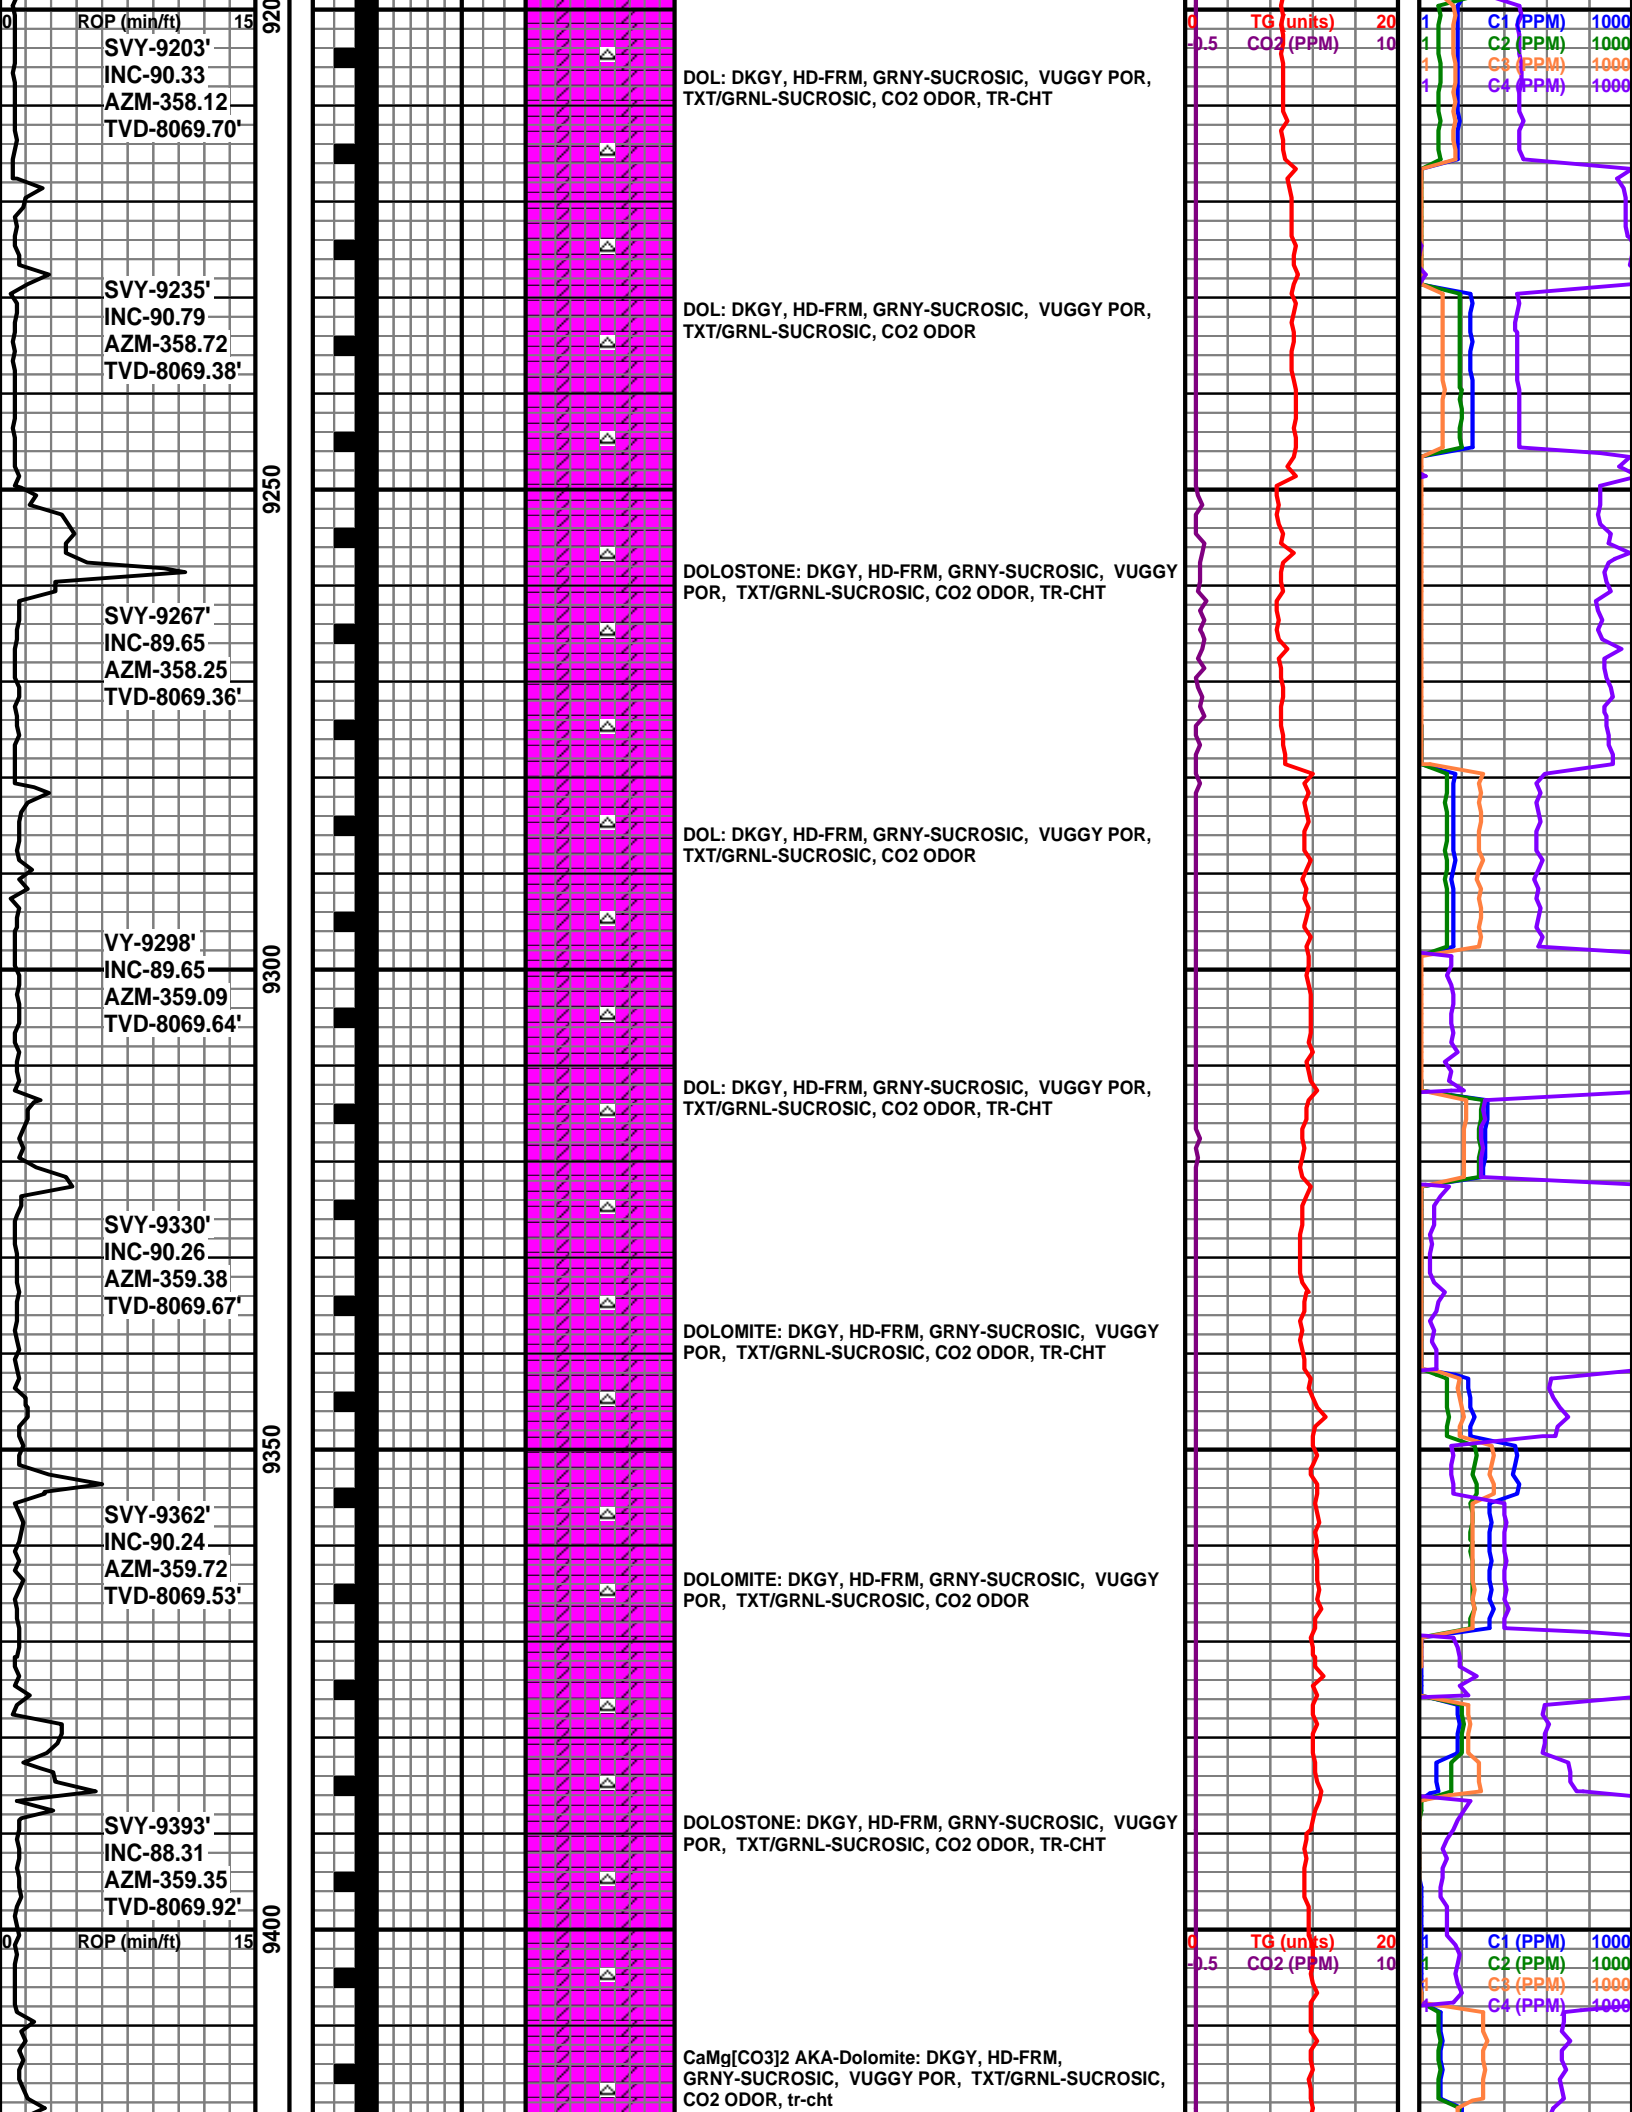 0 ROP (min/ft) 15
920
0 TG (units) 20
-0.5 CO2 (PPM) 10
1 C1 (PPM) 1000
1 C2 (PPM) 1000
1 C3 (PPM) 1000
1 C4 (PPM) 1000
SVY-9203'
INC-90.33
AZM-358.12
TVD-8069.70'
DOL: DKGY, HD-FRM, GRNY-SUCROSIC, VUGGY POR,
TXT/GRNL-SUCROSIC, CO2 ODOR, TR-CHT
SVY-9235'
INC-90.79
AZM-358.72
TVD-8069.38'
DOL: DKGY, HD-FRM, GRNY-SUCROSIC, VUGGY POR,
TXT/GRNL-SUCROSIC, CO2 ODOR
9250
DOLOSTONE: DKGY, HD-FRM, GRNY-SUCROSIC, VUGGY
POR, TXT/GRNL-SUCROSIC, CO2 ODOR, TR-CHT
SVY-9267'
INC-89.65
AZM-358.25
TVD-8069.36'
DOL: DKGY, HD-FRM, GRNY-SUCROSIC, VUGGY POR,
TXT/GRNL-SUCROSIC, CO2 ODOR
VY-9298'
INC-89.65
AZM-359.09
TVD-8069.64'
9300
DOL: DKGY, HD-FRM, GRNY-SUCROSIC, VUGGY POR,
TXT/GRNL-SUCROSIC, CO2 ODOR, TR-CHT
SVY-9330'
INC-90.26
AZM-359.38
TVD-8069.67'
DOLOMITE: DKGY, HD-FRM, GRNY-SUCROSIC, VUGGY
POR, TXT/GRNL-SUCROSIC, CO2 ODOR, TR-CHT
9350
SVY-9362'
INC-90.24
AZM-359.72
TVD-8069.53'
DOLOMITE: DKGY, HD-FRM, GRNY-SUCROSIC, VUGGY
POR, TXT/GRNL-SUCROSIC, CO2 ODOR
SVY-9393'
INC-88.31
AZM-359.35
TVD-8069.92'
DOLOSTONE: DKGY, HD-FRM, GRNY-SUCROSIC, VUGGY
POR, TXT/GRNL-SUCROSIC, CO2 ODOR, TR-CHT
9400
0 ROP (min/ft) 15
0 TG (units) 20
-0.5 CO2 (PPM) 10
1 C1 (PPM) 1000
1 C2 (PPM) 1000
1 C3 (PPM) 1000
1 C4 (PPM) 1000
CaMg[CO3]2 AKA-Dolomite: DKGY, HD-FRM,
GRNY-SUCROSIC, VUGGY POR, TXT/GRNL-SUCROSIC,
CO2 ODOR, tr-cht